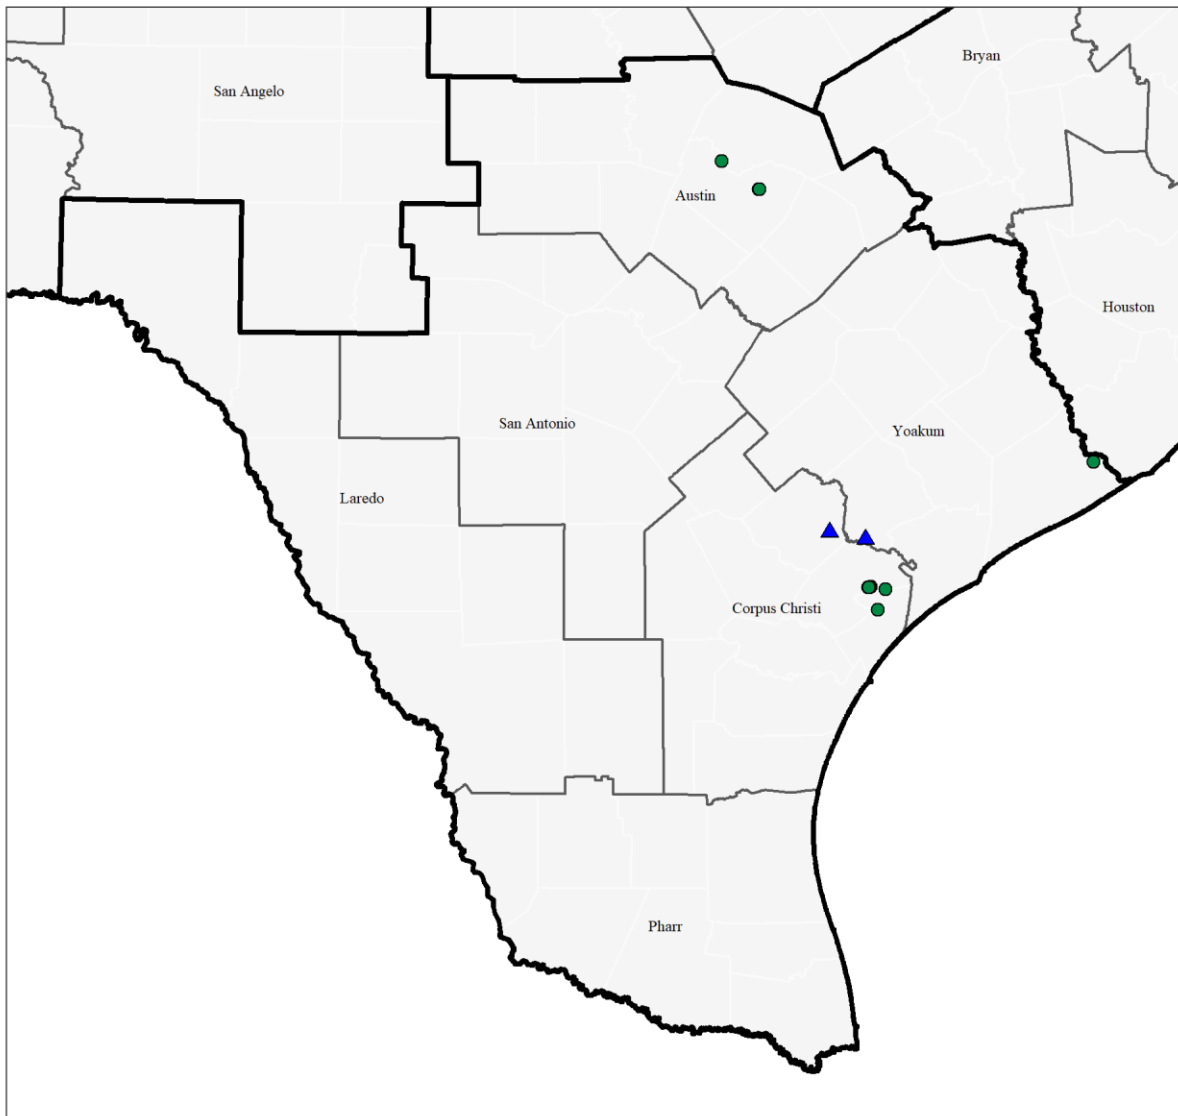 Bryan
San Angelo
Austin
Houston
San Antonio
Yoakum
Laredo
Corpus Christi
Pharr